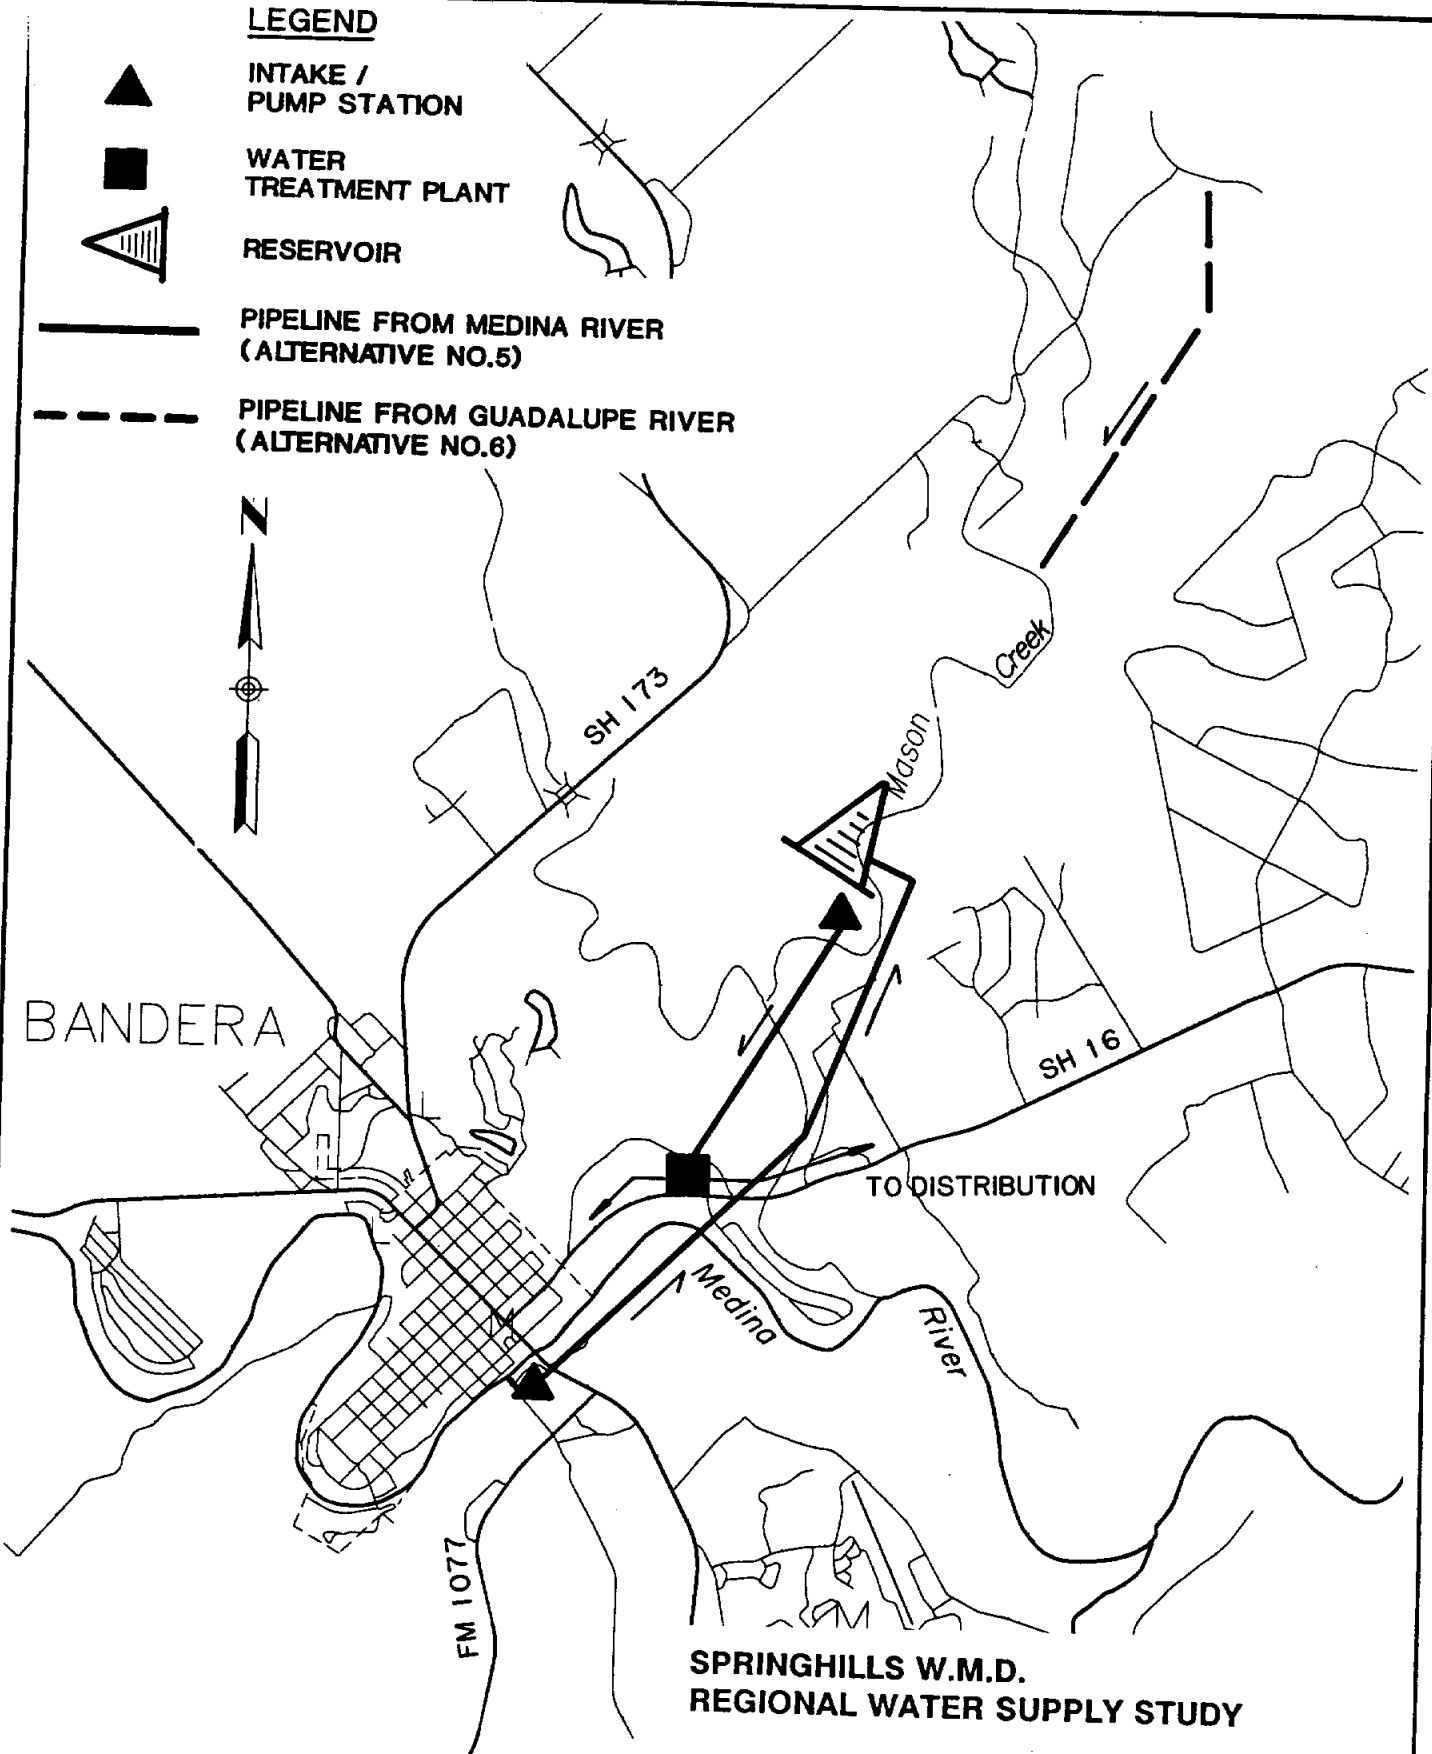 LEGEND
INTAKE /
PUMP STATION
WATER
TREATMENT PLANT
RESERVOIR
PIPELINE FROM MEDINA RIVER
(ALTERNATIVE NO.5)
PIPELINE FROM GUADALUPE RIVER
(ALTERNATIVE NO.6)
N
SH 173
Mason Creek
BANDERA
SH 16
TO DISTRIBUTION
Medina River
FM 1077
SPRINGHILLS W.M.D.
REGIONAL WATER SUPPLY STUDY